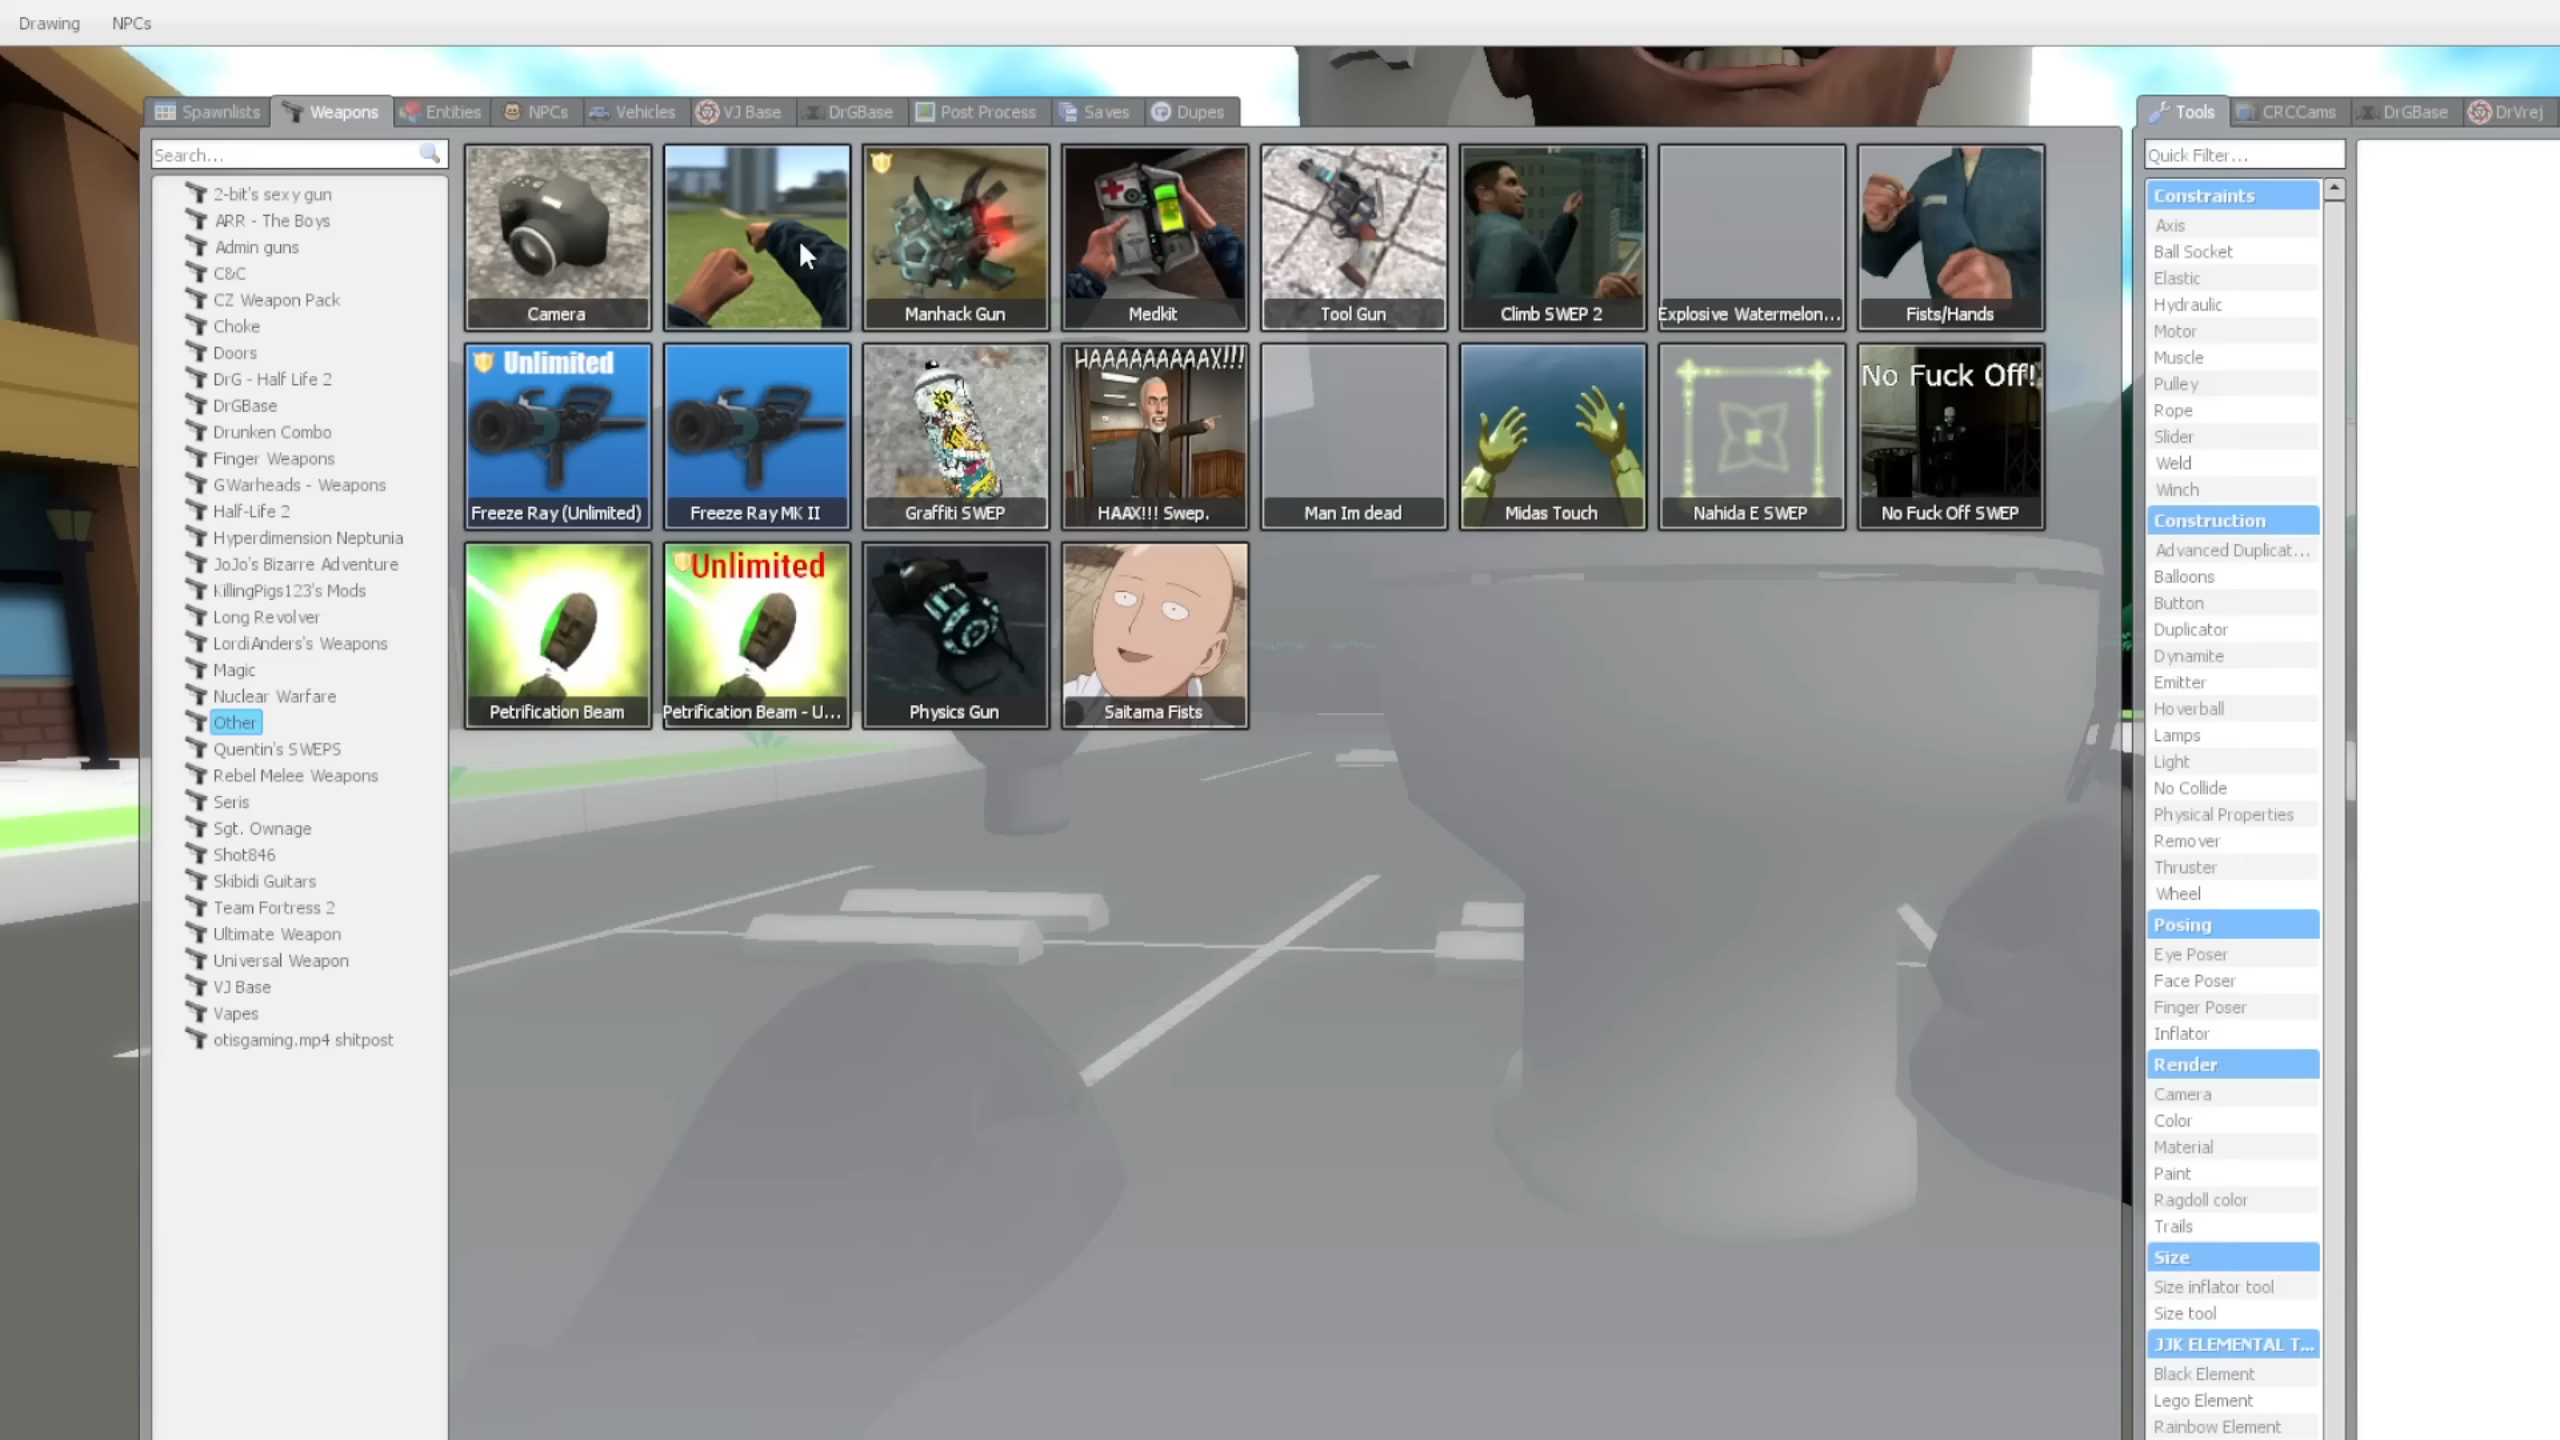 Drawing NPCs
Spawnlists Weapons Entities NPCs Vehicles VJ Base DrGBase Post Process Saves Dupes
Search...
2-bit's sexy gun
ARR - The Boys
Admin guns
C&C
CZ Weapon Pack
Choke
Doors
DrG - Half Life 2
DrGBase
Drunken Combo
Finger Weapons
GWarheads - Weapons
Half-Life 2
Hyperdimension Neptunia
JoJo's Bizarre Adventure
KillingPigs123's Mods
Long Revolver
LordiAnders's Weapons
Magic
Nuclear Warfare
Other
Quentin's SWEPS
Rebel Melee Weapons
Seris
Sgt. Ownage
Shot846
Skibidi Guitars
Team Fortress 2
Ultimate Weapon
Universal Weapon
VJ Base
Vapes
otisgaming.mp4 shitpost
Camera
Manhack Gun
Medkit
Tool Gun
Climb SWEP 2
Explosive Watermelon...
Fists/Hands
Unlimited
Freeze Ray (Unlimited)
Freeze Ray MK II
Graffiti SWEP
HAAAAAAAAAX!!!
HAAX!!! Swep.
Man Im dead
Midas Touch
Nahida E SWEP
No Fuck Off!
No Fuck Off SWEP
Petrification Beam
Unlimited
Petrification Beam - U...
Physics Gun
Saitama Fists
Tools CRCCams DrGBase DrVrej
Quick Filter...
Constraints
Axis
Ball Socket
Elastic
Hydraulic
Motor
Muscle
Pulley
Rope
Slider
Weld
Winch
Construction
Advanced Duplicat...
Balloons
Button
Duplicator
Dynamite
Emitter
Hoverball
Lamps
Light
No Collide
Physical Properties
Remover
Thruster
Wheel
Posing
Eye Poser
Face Poser
Finger Poser
Inflator
Render
Camera
Color
Material
Paint
Ragdoll color
Trails
Size
Size inflator tool
Size tool
JJK ELEMENTAL T...
Black Element
Lego Element
Rainbow Element